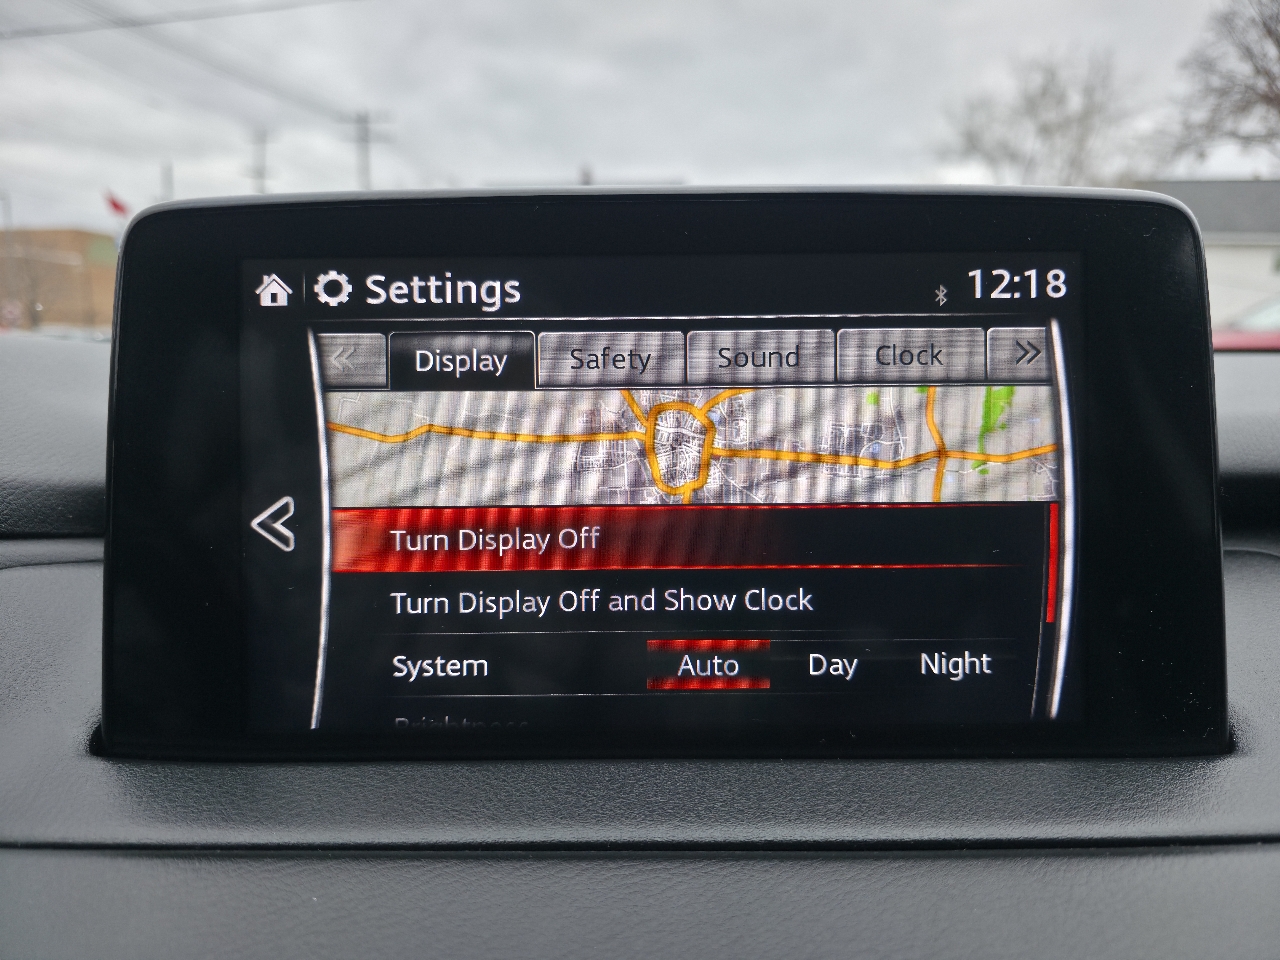 Settings 12:18
Display Safety Sound Clock
Turn Display Off
Turn Display Off and Show Clock
System Auto Day Night
Brightness